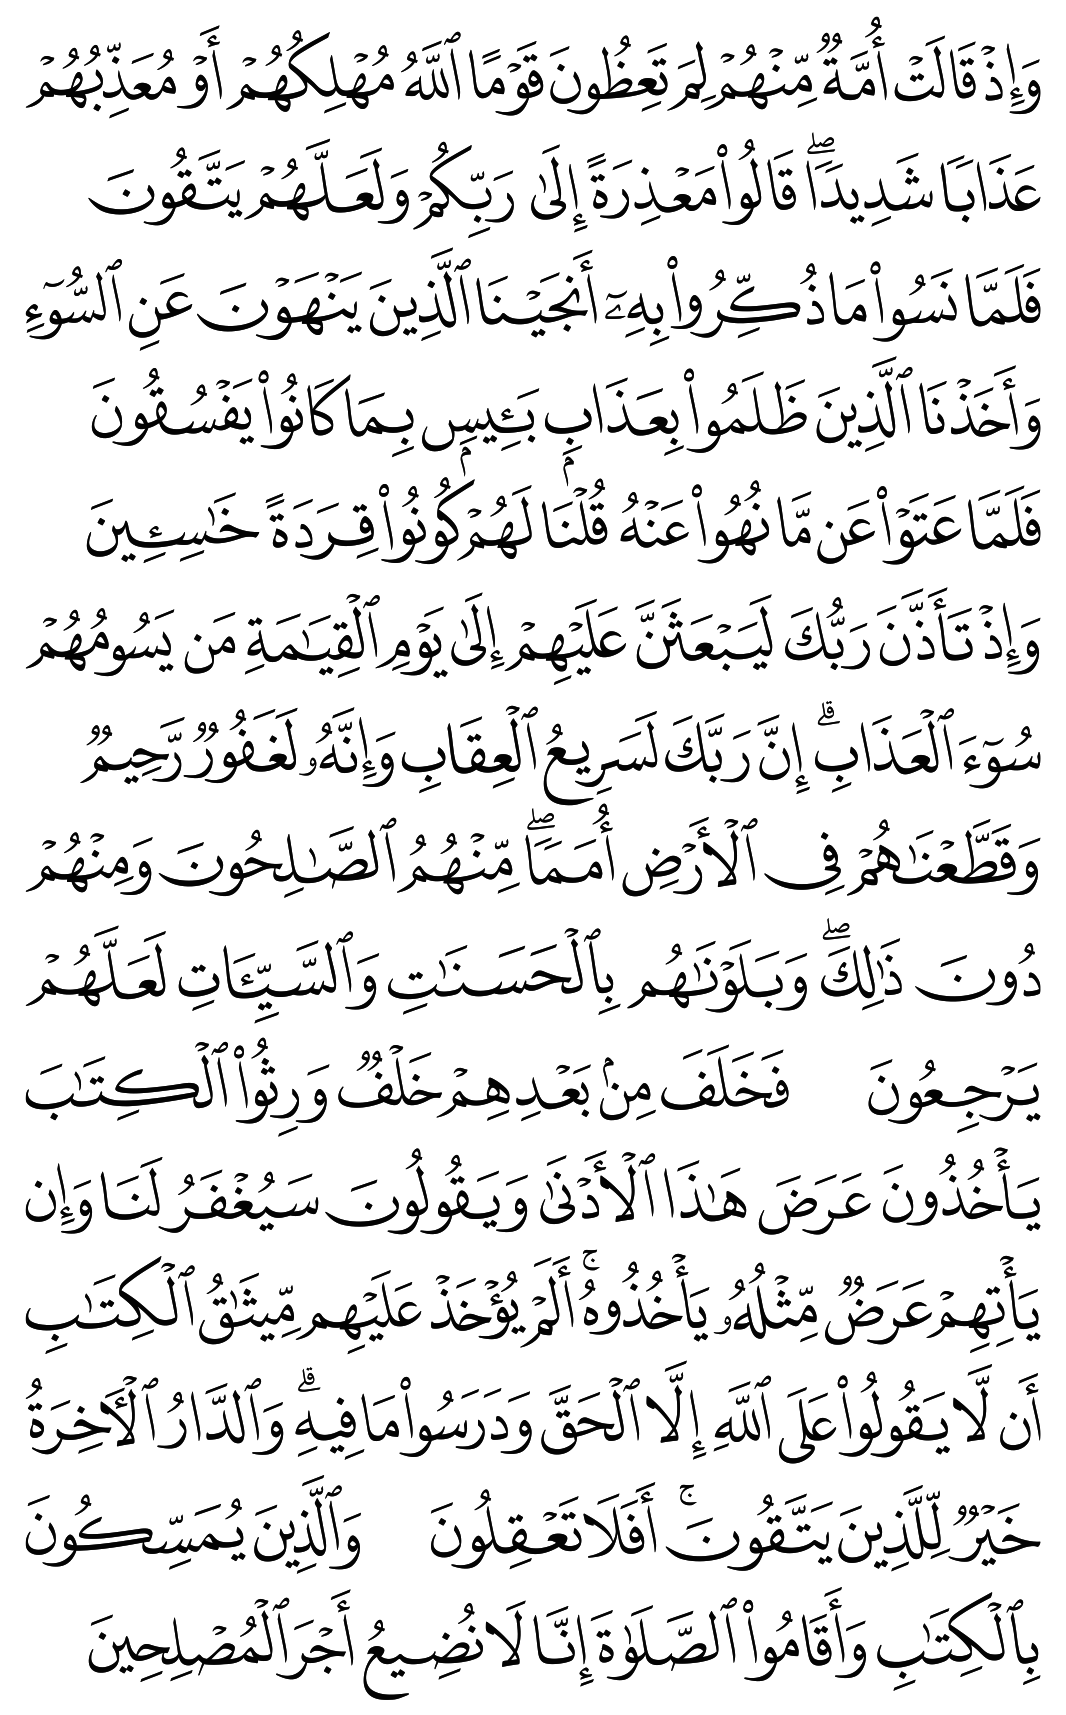 وَإِذۡ قَالَتۡ أُمَّةٞ مِّنۡهُمۡ لِمَ تَعِظُونَ قَوۡمًا ٱللَّهُ مُهۡلِكُهُمۡ أَوۡ مُعَذِّبُهُمۡ
عَذَابٗا شَدِيدٗاۖ قَالُواْ مَعۡذِرَةً إِلَىٰ رَبِّكُمۡ وَلَعَلَّهُمۡ يَتَّقُونَ
فَلَمَّا نَسُواْ مَا ذُكِّرُواْ بِهِۦٓ أَنجَيۡنَا ٱلَّذِينَ يَنۡهَوۡنَ عَنِ ٱلسُّوٓءِ
وَأَخَذۡنَا ٱلَّذِينَ ظَلَمُواْ بِعَذَابِۭ بَـِٔيسِۭ بِمَا كَانُواْ يَفۡسُقُونَ
فَلَمَّا عَتَوۡاْ عَن مَّا نُهُواْ عَنۡهُ قُلۡنَا لَهُمۡ كُونُواْ قِرَدَةً خَٰسِـِٔينَ
وَإِذۡ تَأَذَّنَ رَبُّكَ لَيَبۡعَثَنَّ عَلَيۡهِمۡ إِلَىٰ يَوۡمِ ٱلۡقِيَٰمَةِ مَن يَسُومُهُمۡ
سُوٓءَ ٱلۡعَذَابِۗ إِنَّ رَبَّكَ لَسَرِيعُ ٱلۡعِقَابِ وَإِنَّهُۥ لَغَفُورٞ رَّحِيمٞ
وَقَطَّعۡنَٰهُمۡ فِي ٱلۡأَرۡضِ أُمَمٗاۖ مِّنۡهُمُ ٱلصَّٰلِحُونَ وَمِنۡهُمۡ
دُونَ ذَٰلِكَۖ وَبَلَوۡنَٰهُم بِٱلۡحَسَنَٰتِ وَٱلسَّيِّـَٔاتِ لَعَلَّهُمۡ
يَرۡجِعُونَ فَخَلَفَ مِنۢ بَعۡدِهِمۡ خَلۡفٞ وَرِثُواْ ٱلۡكِتَٰبَ
يَأۡخُذُونَ عَرَضَ هَٰذَا ٱلۡأَدۡنَىٰ وَيَقُولُونَ سَيُغۡفَرُ لَنَا وَإِن
يَأۡتِهِمۡ عَرَضٞ مِّثۡلُهُۥ يَأۡخُذُوهُۚ أَلَمۡ يُؤۡخَذۡ عَلَيۡهِم مِّيثَٰقُ ٱلۡكِتَٰبِ
أَن لَّا يَقُولُواْ عَلَى ٱللَّهِ إِلَّا ٱلۡحَقَّ وَدَرَسُواْ مَا فِيهِۗ وَٱلدَّارُ ٱلۡأٓخِرَةُ
خَيۡرٞ لِّلَّذِينَ يَتَّقُونَۚ أَفَلَا تَعۡقِلُونَ وَٱلَّذِينَ يُمَسِّكُونَ
بِٱلۡكِتَٰبِ وَأَقَامُواْ ٱلصَّلَوٰةَ إِنَّا لَا نُضِيعُ أَجۡرَ ٱلۡمُصۡلِحِينَ